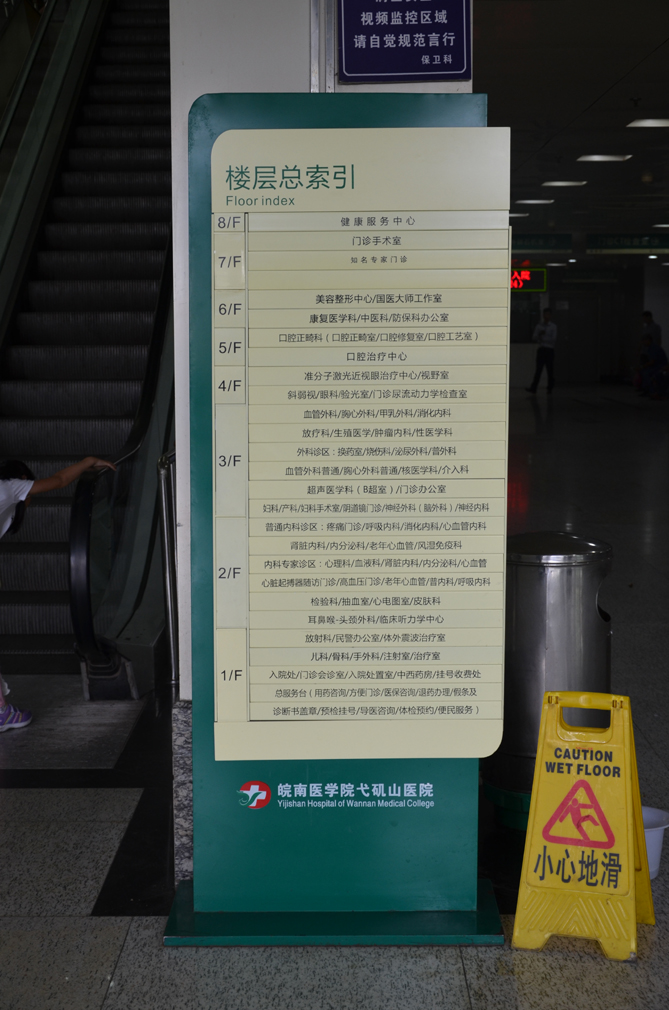 视频监控区域
请自觉规范言行
保卫科
楼层总索引
Floor index
8/F
健康服务中心
7/F
门诊手术室
知名专家门诊
6/F
美容整形中心/国医大师工作室
康复医学科/中医科/防保科办公室
5/F
口腔正畸科（口腔正畸室/口腔修复室/口腔工艺室）
口腔治疗中心
4/F
准分子激光近视眼治疗中心/视野室
斜弱视/眼科/验光室/门诊尿流动力学检查室
3/F
血管外科/胸心外科/甲乳外科/消化内科
放疗科/生殖医学/肿瘤内科/性医学科
外科诊区：换药室/烧伤科/泌尿外科/普外科
血管外科普通/胸心外科普通/核医学科/介入科
超声医学科（B超室）/门诊办公室
妇科/产科/妇科手术室/阴道镜门诊/神经外科（脑外科）/神经内科
2/F
普通内科诊区：疼痛门诊/呼吸内科/消化内科/心血管内科
肾脏内科/内分泌科/老年心血管/风湿免疫科
内科专家诊区：心理科/血液科/肾脏内科/内分泌科/心血管
心脏起搏器随访门诊/高血压门诊/老年心血管/普内科/呼吸内科
检验科/抽血室/心电图室/皮肤科
耳鼻喉-头颈外科/临床听力学中心
1/F
放射科/民警办公室/体外震波治疗室
儿科/骨科/手外科/注射室/治疗室
入院处/门诊会诊室/入院处置室/中西药房/挂号收费处
总服务台（用药咨询/方便门诊/医保咨询/退药办理/假条及
诊断书盖章/预检挂号/导医咨询/体检预约/便民服务）
皖南医学院弋矶山医院
Yijishan Hospital of Wannan Medical College
入院
CAUTION
WET FLOOR
小心地滑